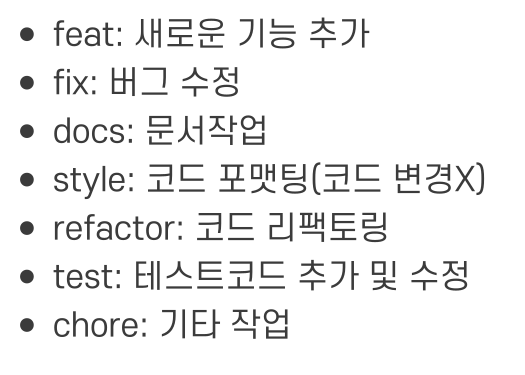 • feat: 새로운 기능 추가
• fix: 버그 수정
• docs: 문서작업
• style: 코드 포맷팅(코드 변경X)
• refactor: 코드 리팩토링
• test: 테스트코드 추가 및 수정
• chore: 기타 작업